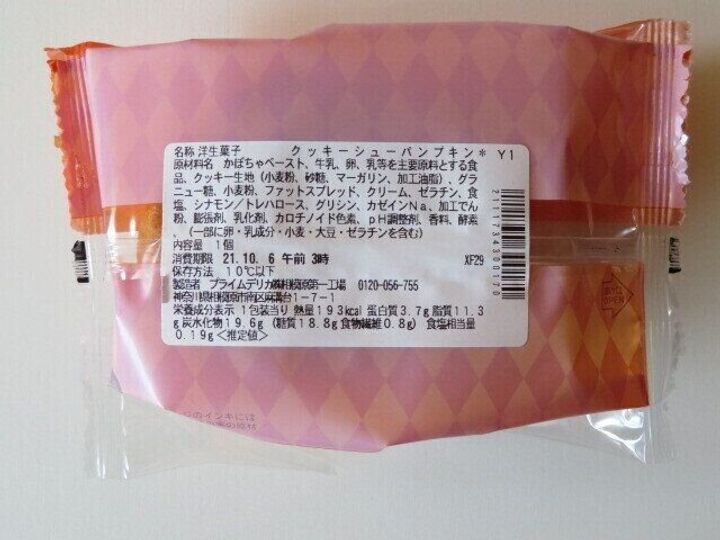 名称 洋生菓子 クッキーシューパンプキン＊ Y1
原材料名 かぼちゃペースト、牛乳、卵、乳等を主要原料とする食
品、クッキー生地（小麦粉、砂糖、マーガリン、加工油脂）、グラ
ニュー糖、小麦粉、ファットスプレッド、クリーム、ゼラチン、食
塩、シナモン／トレハロース、グリシン、カゼインNa、加工でん
粉、膨張剤、乳化剤、カロチノイド色素、pH調整剤、香料、酵素
（一部に卵・乳成分・小麦・大豆・ゼラチンを含む）
内容量 1個
消費期限 21.10. 6 午前 3時 XF29
保存方法 10℃以下
製造者 プライムデリカ㈱相模原第一工場 0120-056-755
神奈川県相模原市南区麻溝台1-7-1
栄養成分表示 1包装当り 熱量193kcal 蛋白質3.7g 脂質11.3
g 炭水化物19.6g（糖質18.8g 食物繊維0.8g） 食塩相当量
0.19g＜推定値＞
OPEN
のインキには